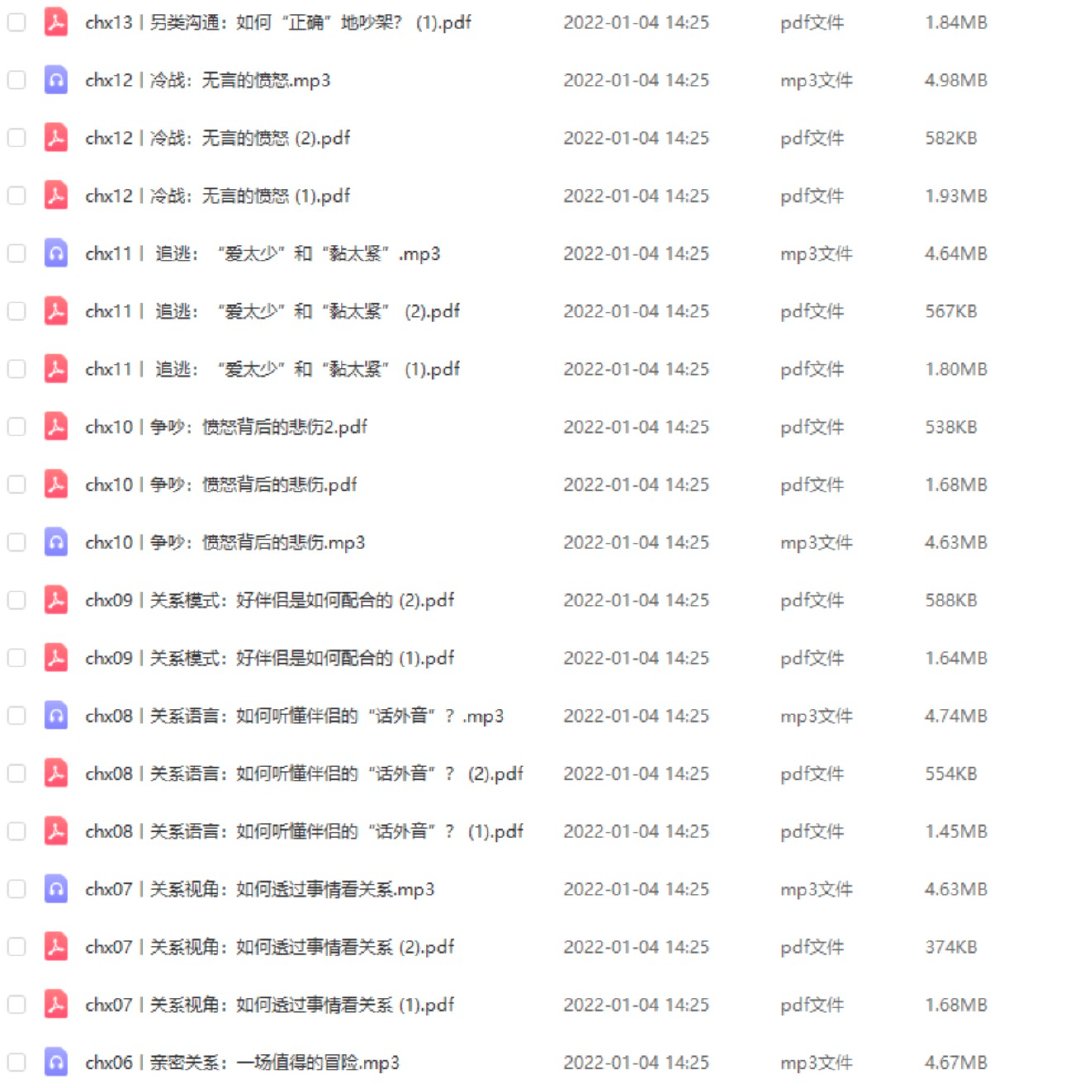 chx13丨另类沟通：如何“正确”地吵架？ (1).pdf 2022-01-04 14:25 pdf文件 1.84MB
chx12丨冷战：无言的愤怒.mp3 2022-01-04 14:25 mp3文件 4.98MB
chx12丨冷战：无言的愤怒 (2).pdf 2022-01-04 14:25 pdf文件 582KB
chx12丨冷战：无言的愤怒 (1).pdf 2022-01-04 14:25 pdf文件 1.93MB
chx11丨 追逃： “爱太少”和“黏太紧”.mp3 2022-01-04 14:25 mp3文件 4.64MB
chx11丨 追逃： “爱太少”和“黏太紧” (2).pdf 2022-01-04 14:25 pdf文件 567KB
chx11丨 追逃： “爱太少”和“黏太紧” (1).pdf 2022-01-04 14:25 pdf文件 1.80MB
chx10丨争吵：愤怒背后的悲伤2.pdf 2022-01-04 14:25 pdf文件 538KB
chx10丨争吵：愤怒背后的悲伤.pdf 2022-01-04 14:25 pdf文件 1.68MB
chx10丨争吵：愤怒背后的悲伤.mp3 2022-01-04 14:25 mp3文件 4.63MB
chx09丨关系模式：好伴侣是如何配合的 (2).pdf 2022-01-04 14:25 pdf文件 588KB
chx09丨关系模式：好伴侣是如何配合的 (1).pdf 2022-01-04 14:25 pdf文件 1.64MB
chx08丨关系语言：如何听懂伴侣的“话外音”？.mp3 2022-01-04 14:25 mp3文件 4.74MB
chx08丨关系语言：如何听懂伴侣的“话外音”？ (2).pdf 2022-01-04 14:25 pdf文件 554KB
chx08丨关系语言：如何听懂伴侣的“话外音”？ (1).pdf 2022-01-04 14:25 pdf文件 1.45MB
chx07丨关系视角：如何透过事情看关系.mp3 2022-01-04 14:25 mp3文件 4.63MB
chx07丨关系视角：如何透过事情看关系 (2).pdf 2022-01-04 14:25 pdf文件 374KB
chx07丨关系视角：如何透过事情看关系 (1).pdf 2022-01-04 14:25 pdf文件 1.68MB
chx06丨亲密关系：一场值得的冒险.mp3 2022-01-04 14:25 mp3文件 4.67MB